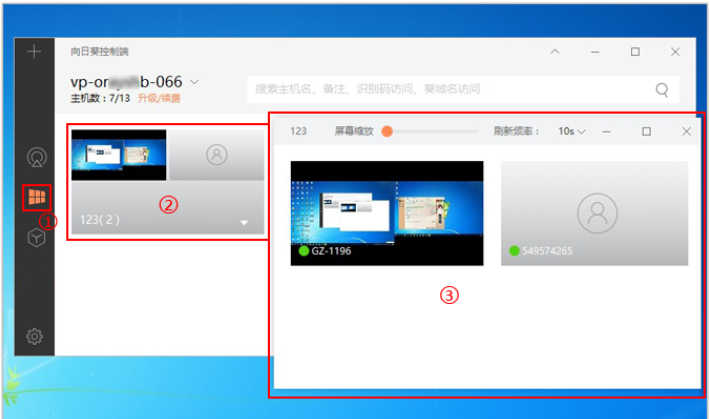 向日葵控制端
vp-or b-066
主机数：7/13 升级/续费
搜索主机名、备注、识别码访问、葵域名访问
①
②
123( 2 )
123 屏幕缩放 刷新频率： 10s
GZ-1196
549574265
③